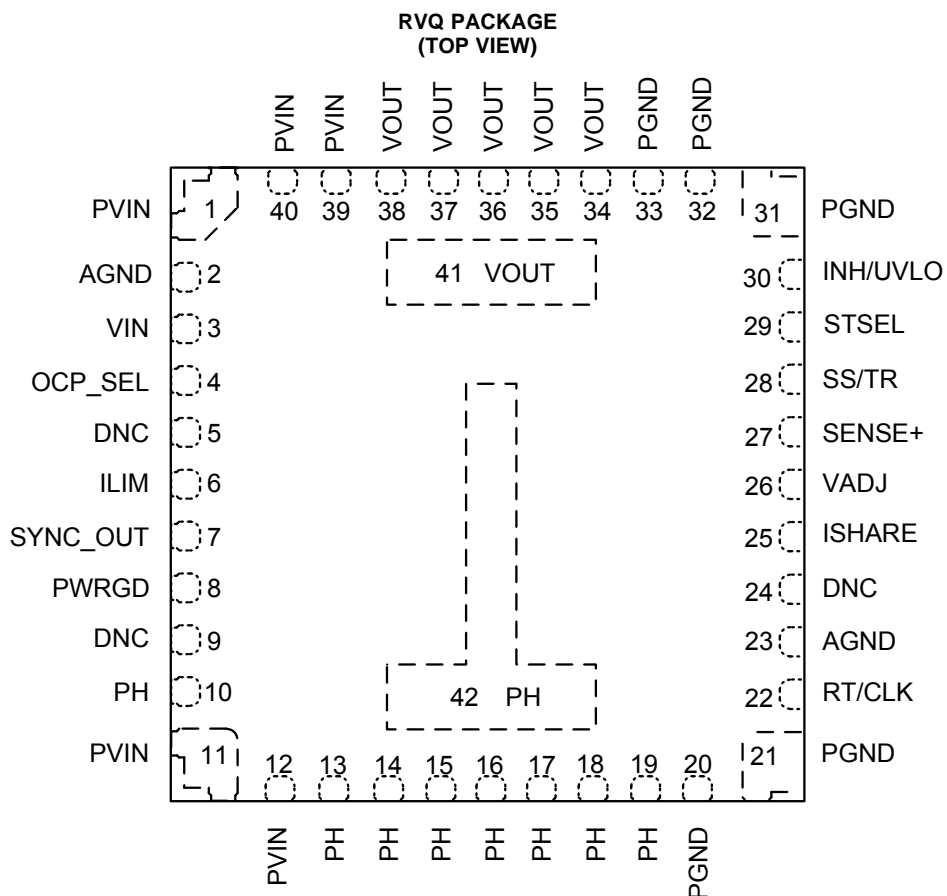 RVQ PACKAGE
(TOP VIEW)
PVIN PVIN VOUT VOUT VOUT VOUT VOUT PGND PGND
40 39 38 37 36 35 34 33 32
PVIN 1 31 PGND
AGND 2 41 VOUT 30 INH/UVLO
VIN 3 29 STSEL
OCP_SEL 4 28 SS/TR
DNC 5 27 SENSE+
ILIM 6 26 VADJ
SYNC_OUT 7 25 ISHARE
PWRGD 8 24 DNC
DNC 9 23 AGND
PH 10 42 PH 22 RT/CLK
PVIN 11 21 PGND
12 13 14 15 16 17 18 19 20
PVIN PH PH PH PH PH PH PH PGND